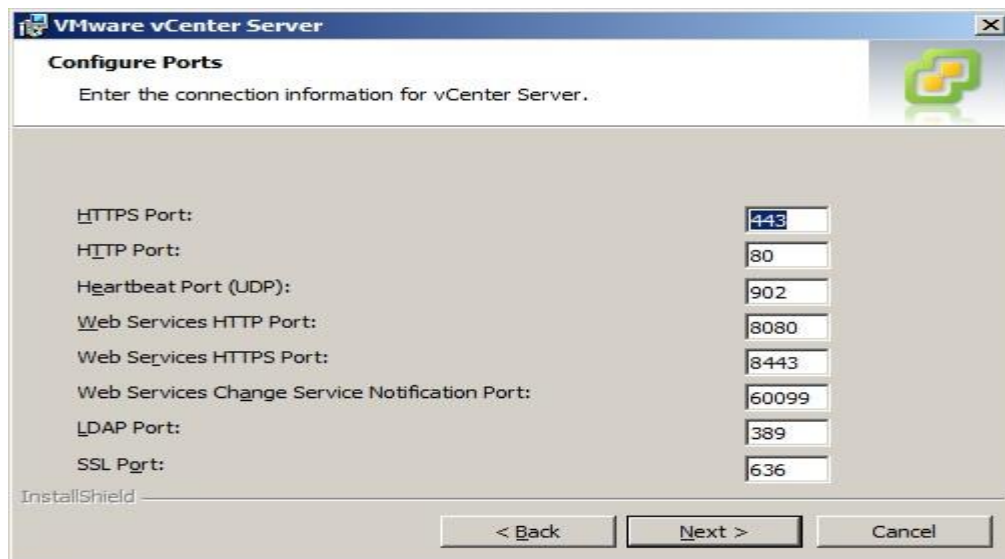 VMware vCenter Server
Configure Ports
Enter the connection information for vCenter Server.
HTTPS Port: 443
HTTP Port: 80
Heartbeat Port (UDP): 902
Web Services HTTP Port: 8080
Web Services HTTPS Port: 8443
Web Services Change Service Notification Port: 60099
LDAP Port: 389
SSL Port: 636
InstallShield
< Back Next > Cancel